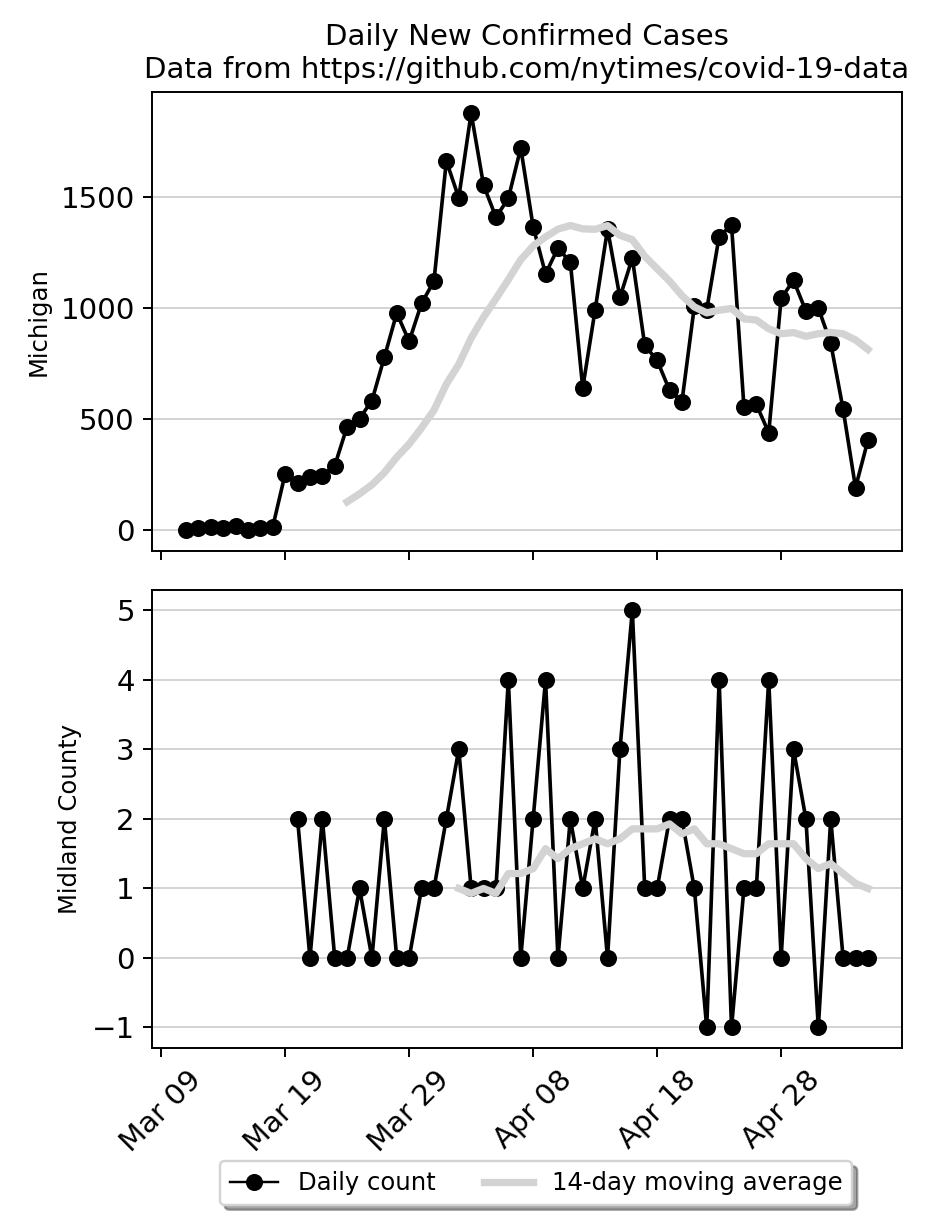 Daily New Confirmed Cases
Data from https://github.com/nytimes/covid-19-data
Michigan
1500
1000
500
0
Midland County
5
4
3
2
1
0
−1
Mar 09
Mar 19
Mar 29
Apr 08
Apr 18
Apr 28
Daily count
14-day moving average